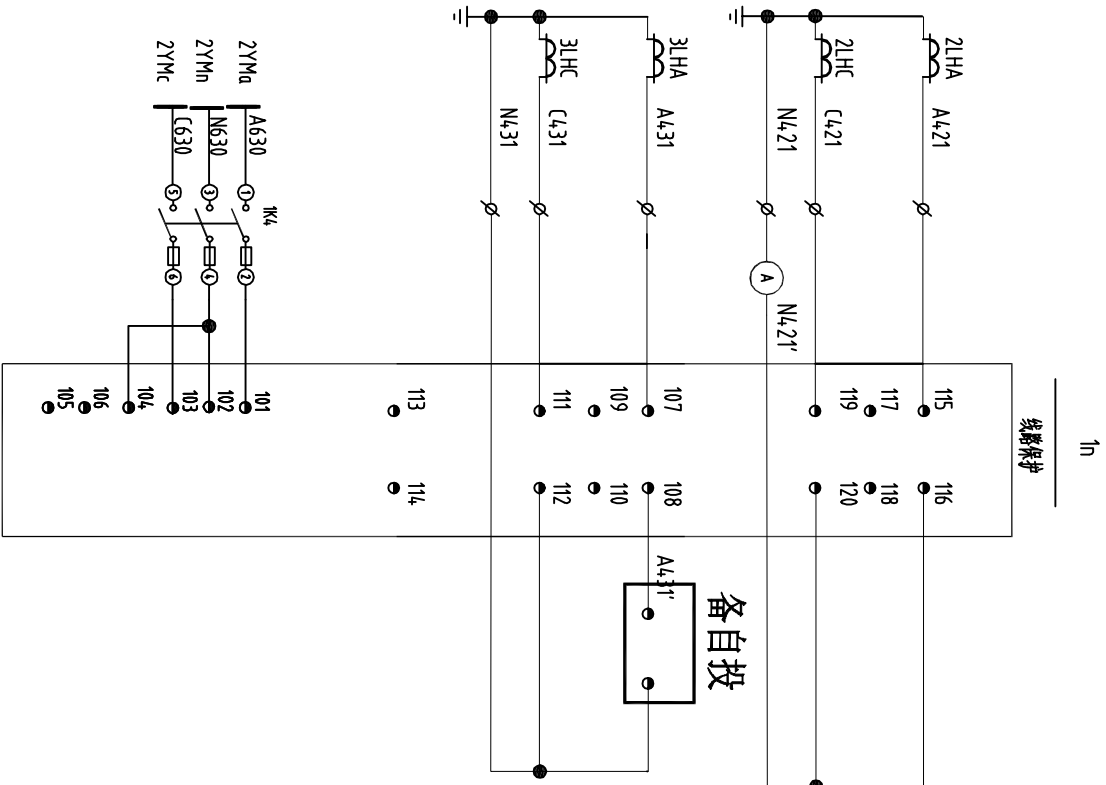 1n
线路保护
2LHA
A421
2LHC
C421
N421
A
N421'
115
117
119
116
118
120
3LHA
A431
3LHC
C431
N431
107
109
111
108
110
112
A431'
备自投
113
114
2YMa
2YMn
2YMc
A630
N630
C630
1K4
1
3
5
2
4
6
101
102
103
104
106
105